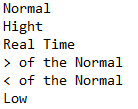 Normal
Hight
Real Time
> of the Normal
< of the Normal
Low